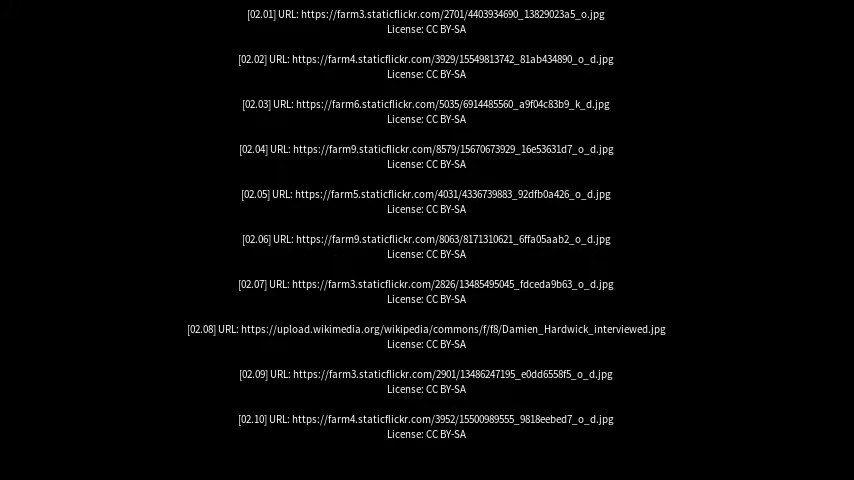 [02.01] URL: https://farm3.staticflickr.com/2701/4403934690_13829023a5_o.jpg
License: CC BY-SA
[02.02] URL: https://farm4.staticflickr.com/3929/15549813742_81ab434890_o_d.jpg
License: CC BY-SA
[02.03] URL: https://farm6.staticflickr.com/5035/6914485560_a9f04c83b9_k_d.jpg
License: CC BY-SA
[02.04] URL: https://farm9.staticflickr.com/8579/15670673929_16e53631d7_o_d.jpg
License: CC BY-SA
[02.05] URL: https://farm5.staticflickr.com/4031/4336739883_92dfb0a426_o_d.jpg
License: CC BY-SA
[02.06] URL: https://farm9.staticflickr.com/8063/8171310621_6ffa05aab2_o_d.jpg
License: CC BY-SA
[02.07] URL: https://farm3.staticflickr.com/2826/13485495045_fdceda9b63_o_d.jpg
License: CC BY-SA
[02.08] URL: https://upload.wikimedia.org/wikipedia/commons/f/f8/Damien_Hardwick_interviewed.jpg
License: CC BY-SA
[02.09] URL: https://farm3.staticflickr.com/2901/13486247195_e0dd6558f5_o_d.jpg
License: CC BY-SA
[02.10] URL: https://farm4.staticflickr.com/3952/15500989555_9818eebed7_o_d.jpg
License: CC BY-SA